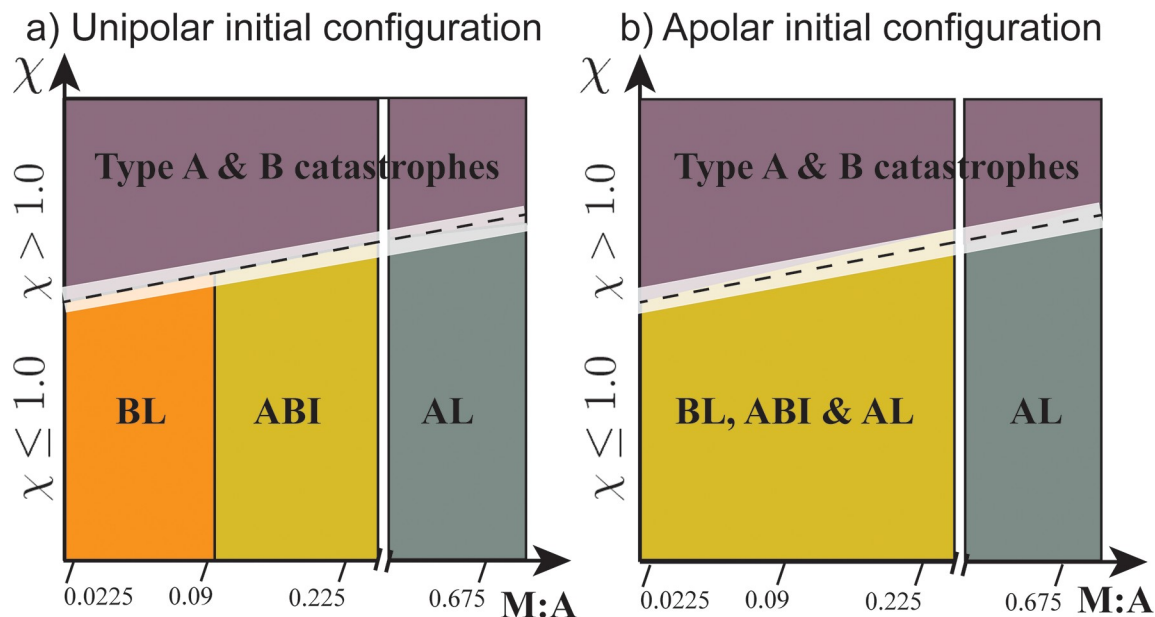 a) Unipolar initial configuration
χ
χ > 1.0
χ ≤ 1.0
Type A & B catastrophes
BL
ABI
AL
0.0225
0.09
0.225
0.675
M:A
b) Apolar initial configuration
χ
χ > 1.0
χ ≤ 1.0
Type A & B catastrophes
BL, ABI & AL
AL
0.0225
0.09
0.225
0.675
M:A